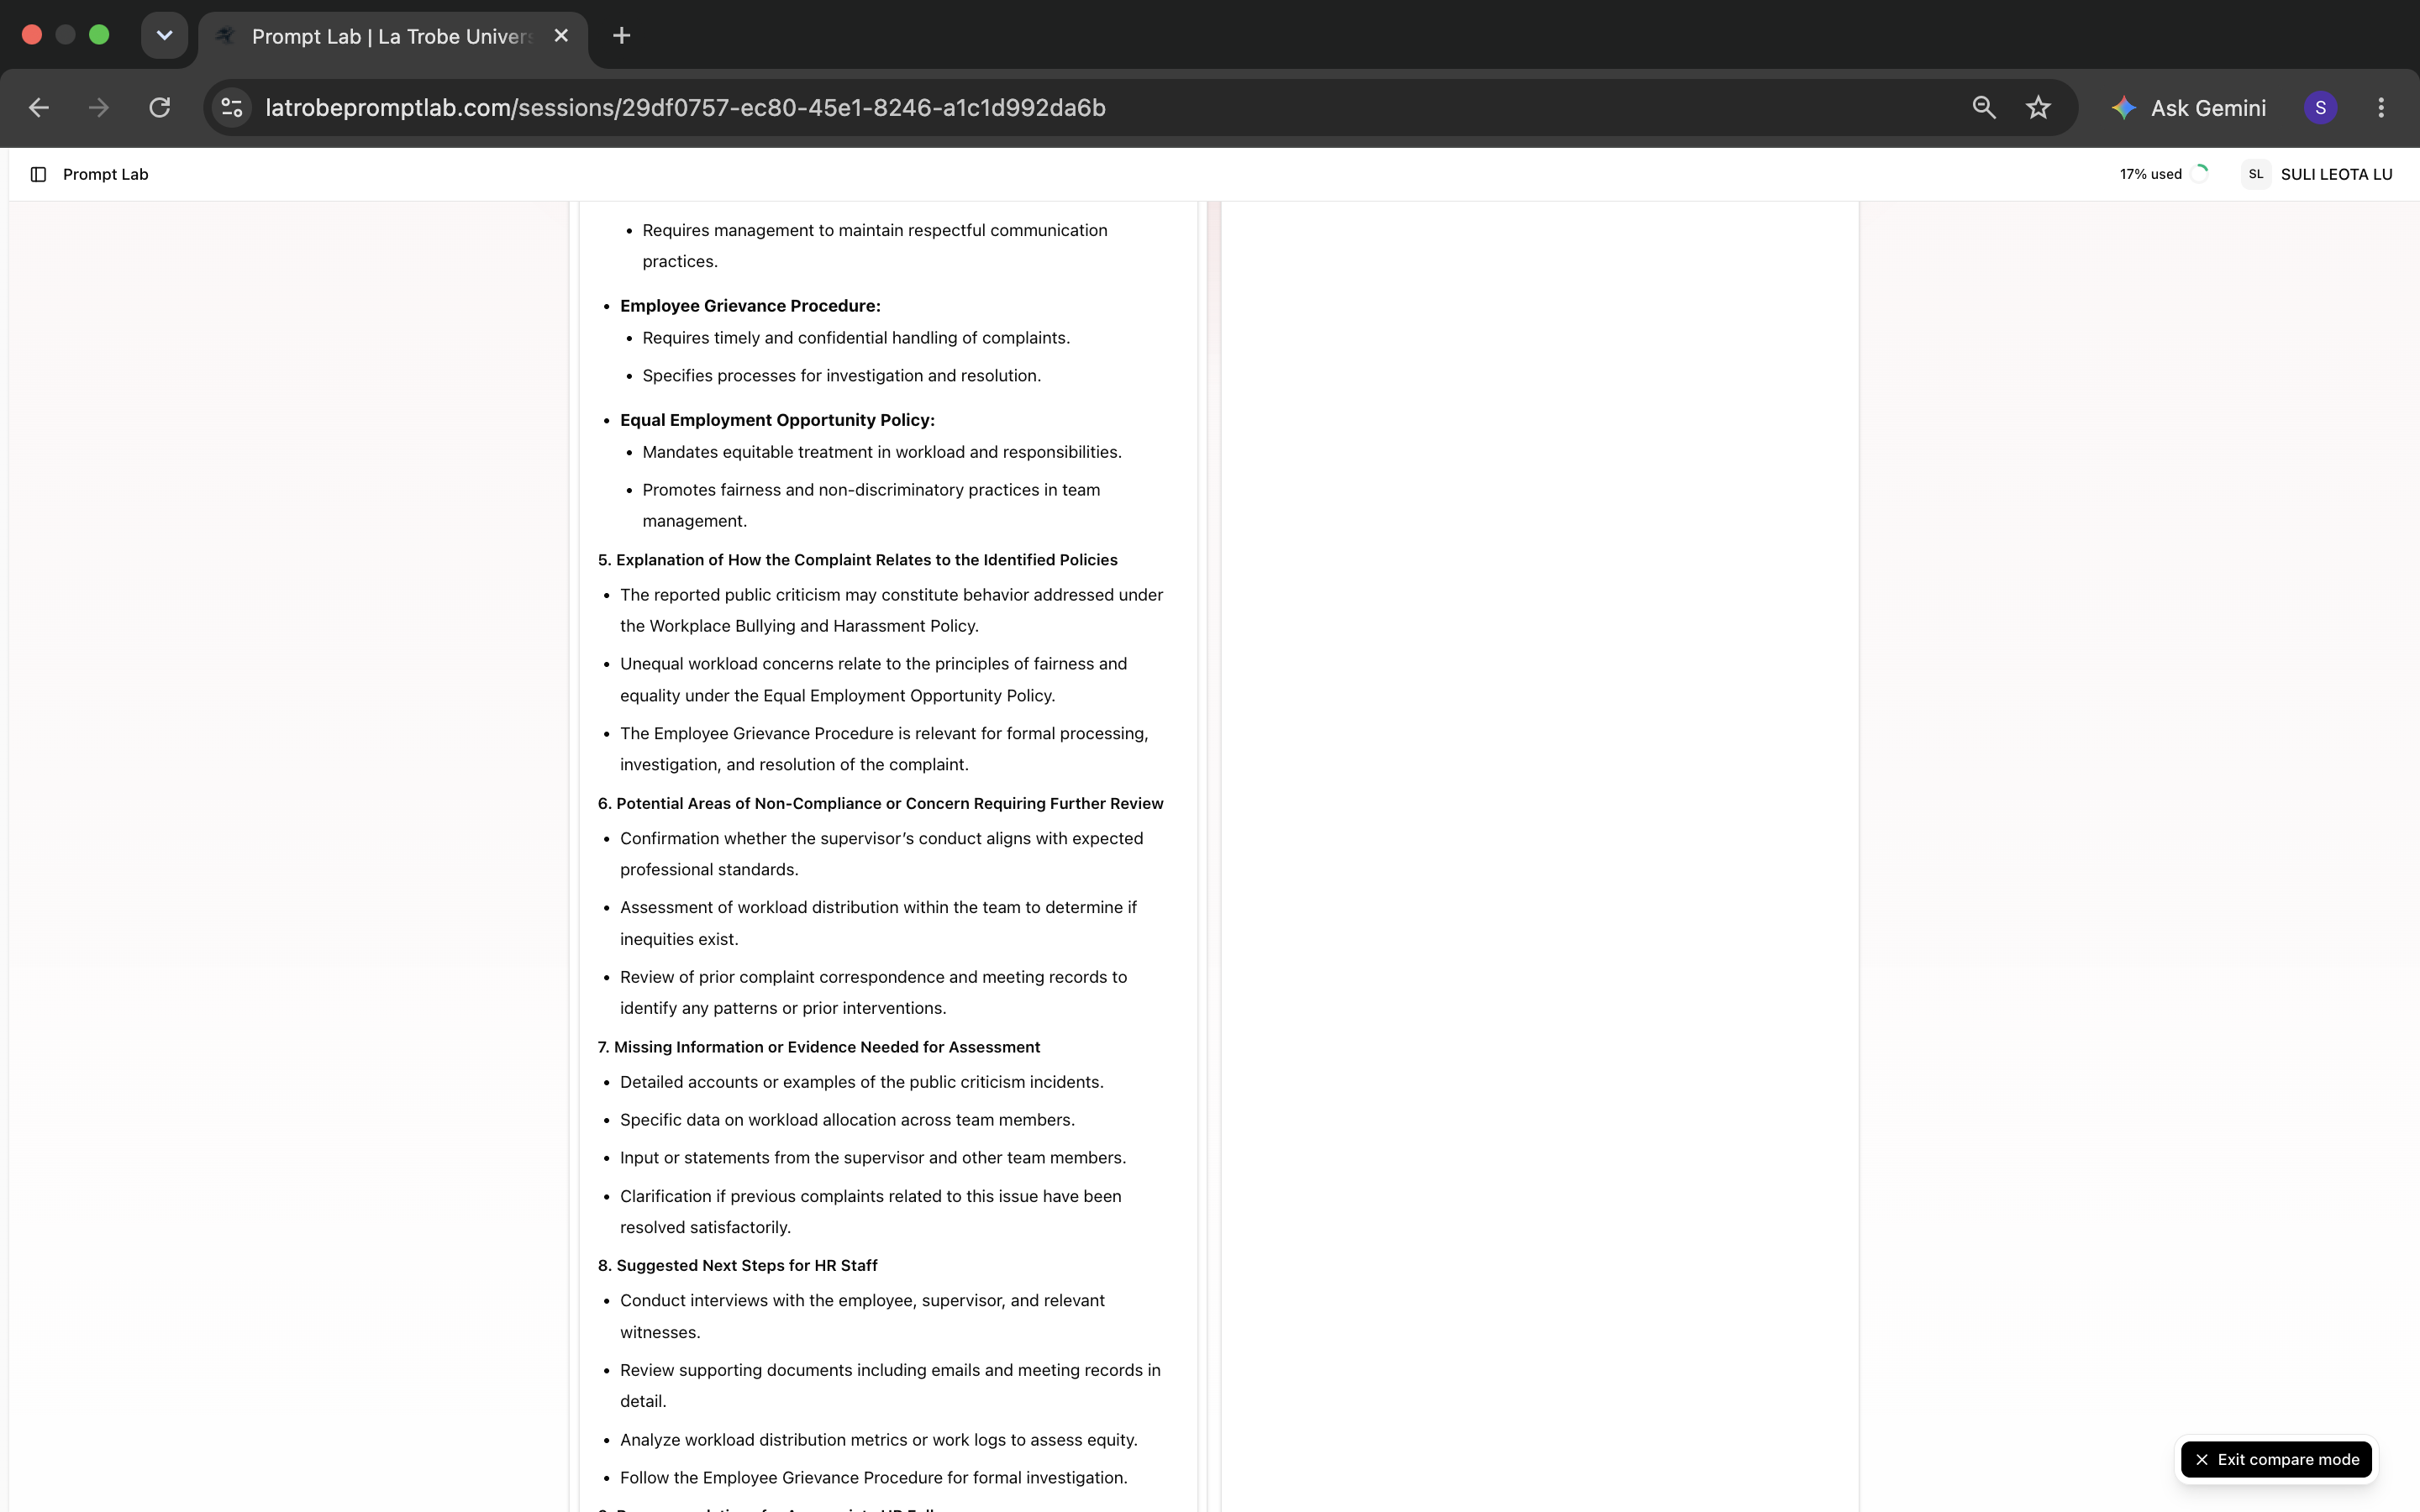 Prompt Lab | La Trobe Univers
latrobepromptlab.com/sessions/29df0757-ec80-45e1-8246-a1c1d992da6b
Ask Gemini
S
Prompt Lab
17% used
SL
SULI LEOTA LU
• Requires management to maintain respectful communication
practices.
• Employee Grievance Procedure:
• Requires timely and confidential handling of complaints.
• Specifies processes for investigation and resolution.
• Equal Employment Opportunity Policy:
• Mandates equitable treatment in workload and responsibilities.
• Promotes fairness and non-discriminatory practices in team
management.
5. Explanation of How the Complaint Relates to the Identified Policies
• The reported public criticism may constitute behavior addressed under
the Workplace Bullying and Harassment Policy.
• Unequal workload concerns relate to the principles of fairness and
equality under the Equal Employment Opportunity Policy.
• The Employee Grievance Procedure is relevant for formal processing,
investigation, and resolution of the complaint.
6. Potential Areas of Non-Compliance or Concern Requiring Further Review
• Confirmation whether the supervisor’s conduct aligns with expected
professional standards.
• Assessment of workload distribution within the team to determine if
inequities exist.
• Review of prior complaint correspondence and meeting records to
identify any patterns or prior interventions.
7. Missing Information or Evidence Needed for Assessment
• Detailed accounts or examples of the public criticism incidents.
• Specific data on workload allocation across team members.
• Input or statements from the supervisor and other team members.
• Clarification if previous complaints related to this issue have been
resolved satisfactorily.
8. Suggested Next Steps for HR Staff
• Conduct interviews with the employee, supervisor, and relevant
witnesses.
• Review supporting documents including emails and meeting records in
detail.
• Analyze workload distribution metrics or work logs to assess equity.
• Follow the Employee Grievance Procedure for formal investigation.
Exit compare mode